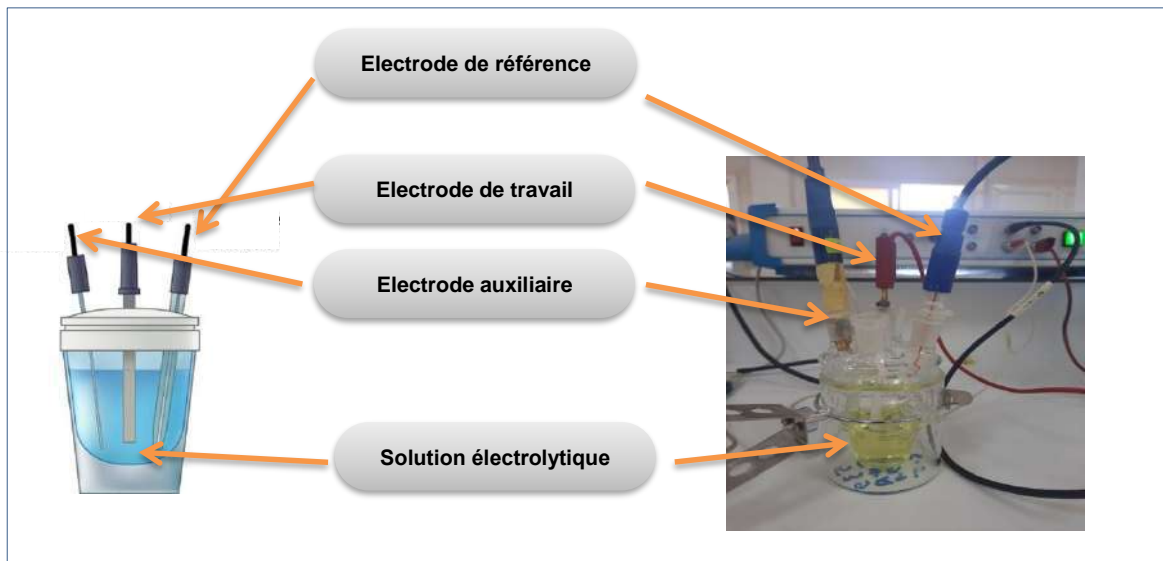 Electrode de référence
Electrode de travail
Electrode auxiliaire
Solution électrolytique